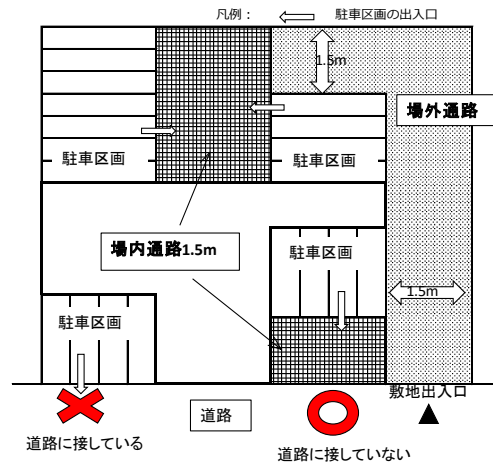 凡例： 駐車区画の出入口
1.5m
場外通路
駐車区画
駐車区画
場内通路1.5m
駐車区画
1.5m
駐車区画
敷地出入口
道路
道路に接している
道路に接していない